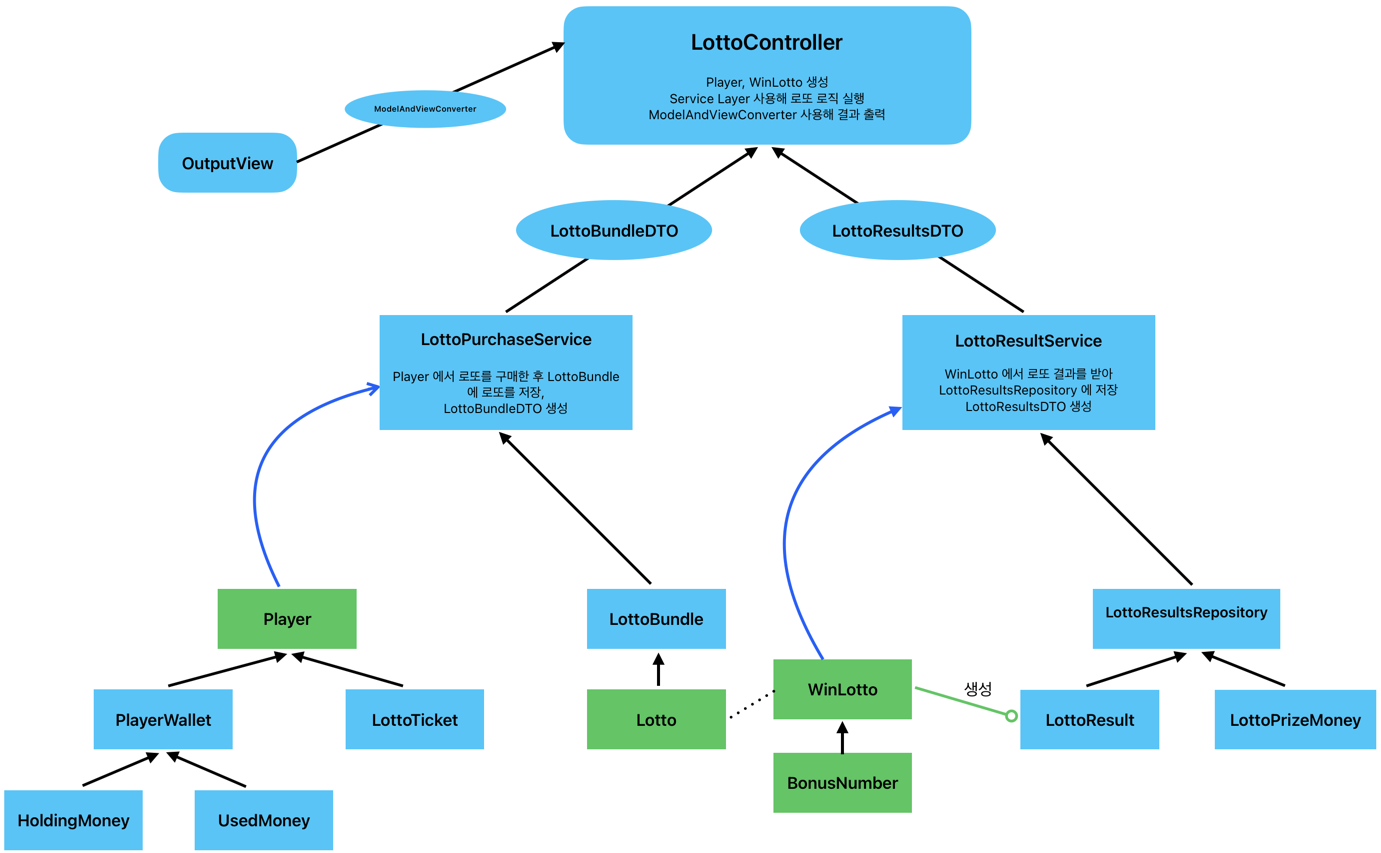 LottoController
Player, WinLotto 생성
Service Layer 사용해 로또 로직 실행
ModelAndViewConverter 사용해 결과 출력
ModelAndViewConverter
OutputView
LottoBundleDTO
LottoResultsDTO
LottoPurchaseService
Player 에서 로또를 구매한 후 LottoBundle
에 로또를 저장,
LottoBundleDTO 생성
LottoResultService
WinLotto 에서 로또 결과를 받아
LottoResultsRepository 에 저장
LottoResultsDTO 생성
Player
LottoBundle
LottoResultsRepository
WinLotto
생성
PlayerWallet
LottoTicket
Lotto
LottoResult
LottoPrizeMoney
BonusNumber
HoldingMoney
UsedMoney